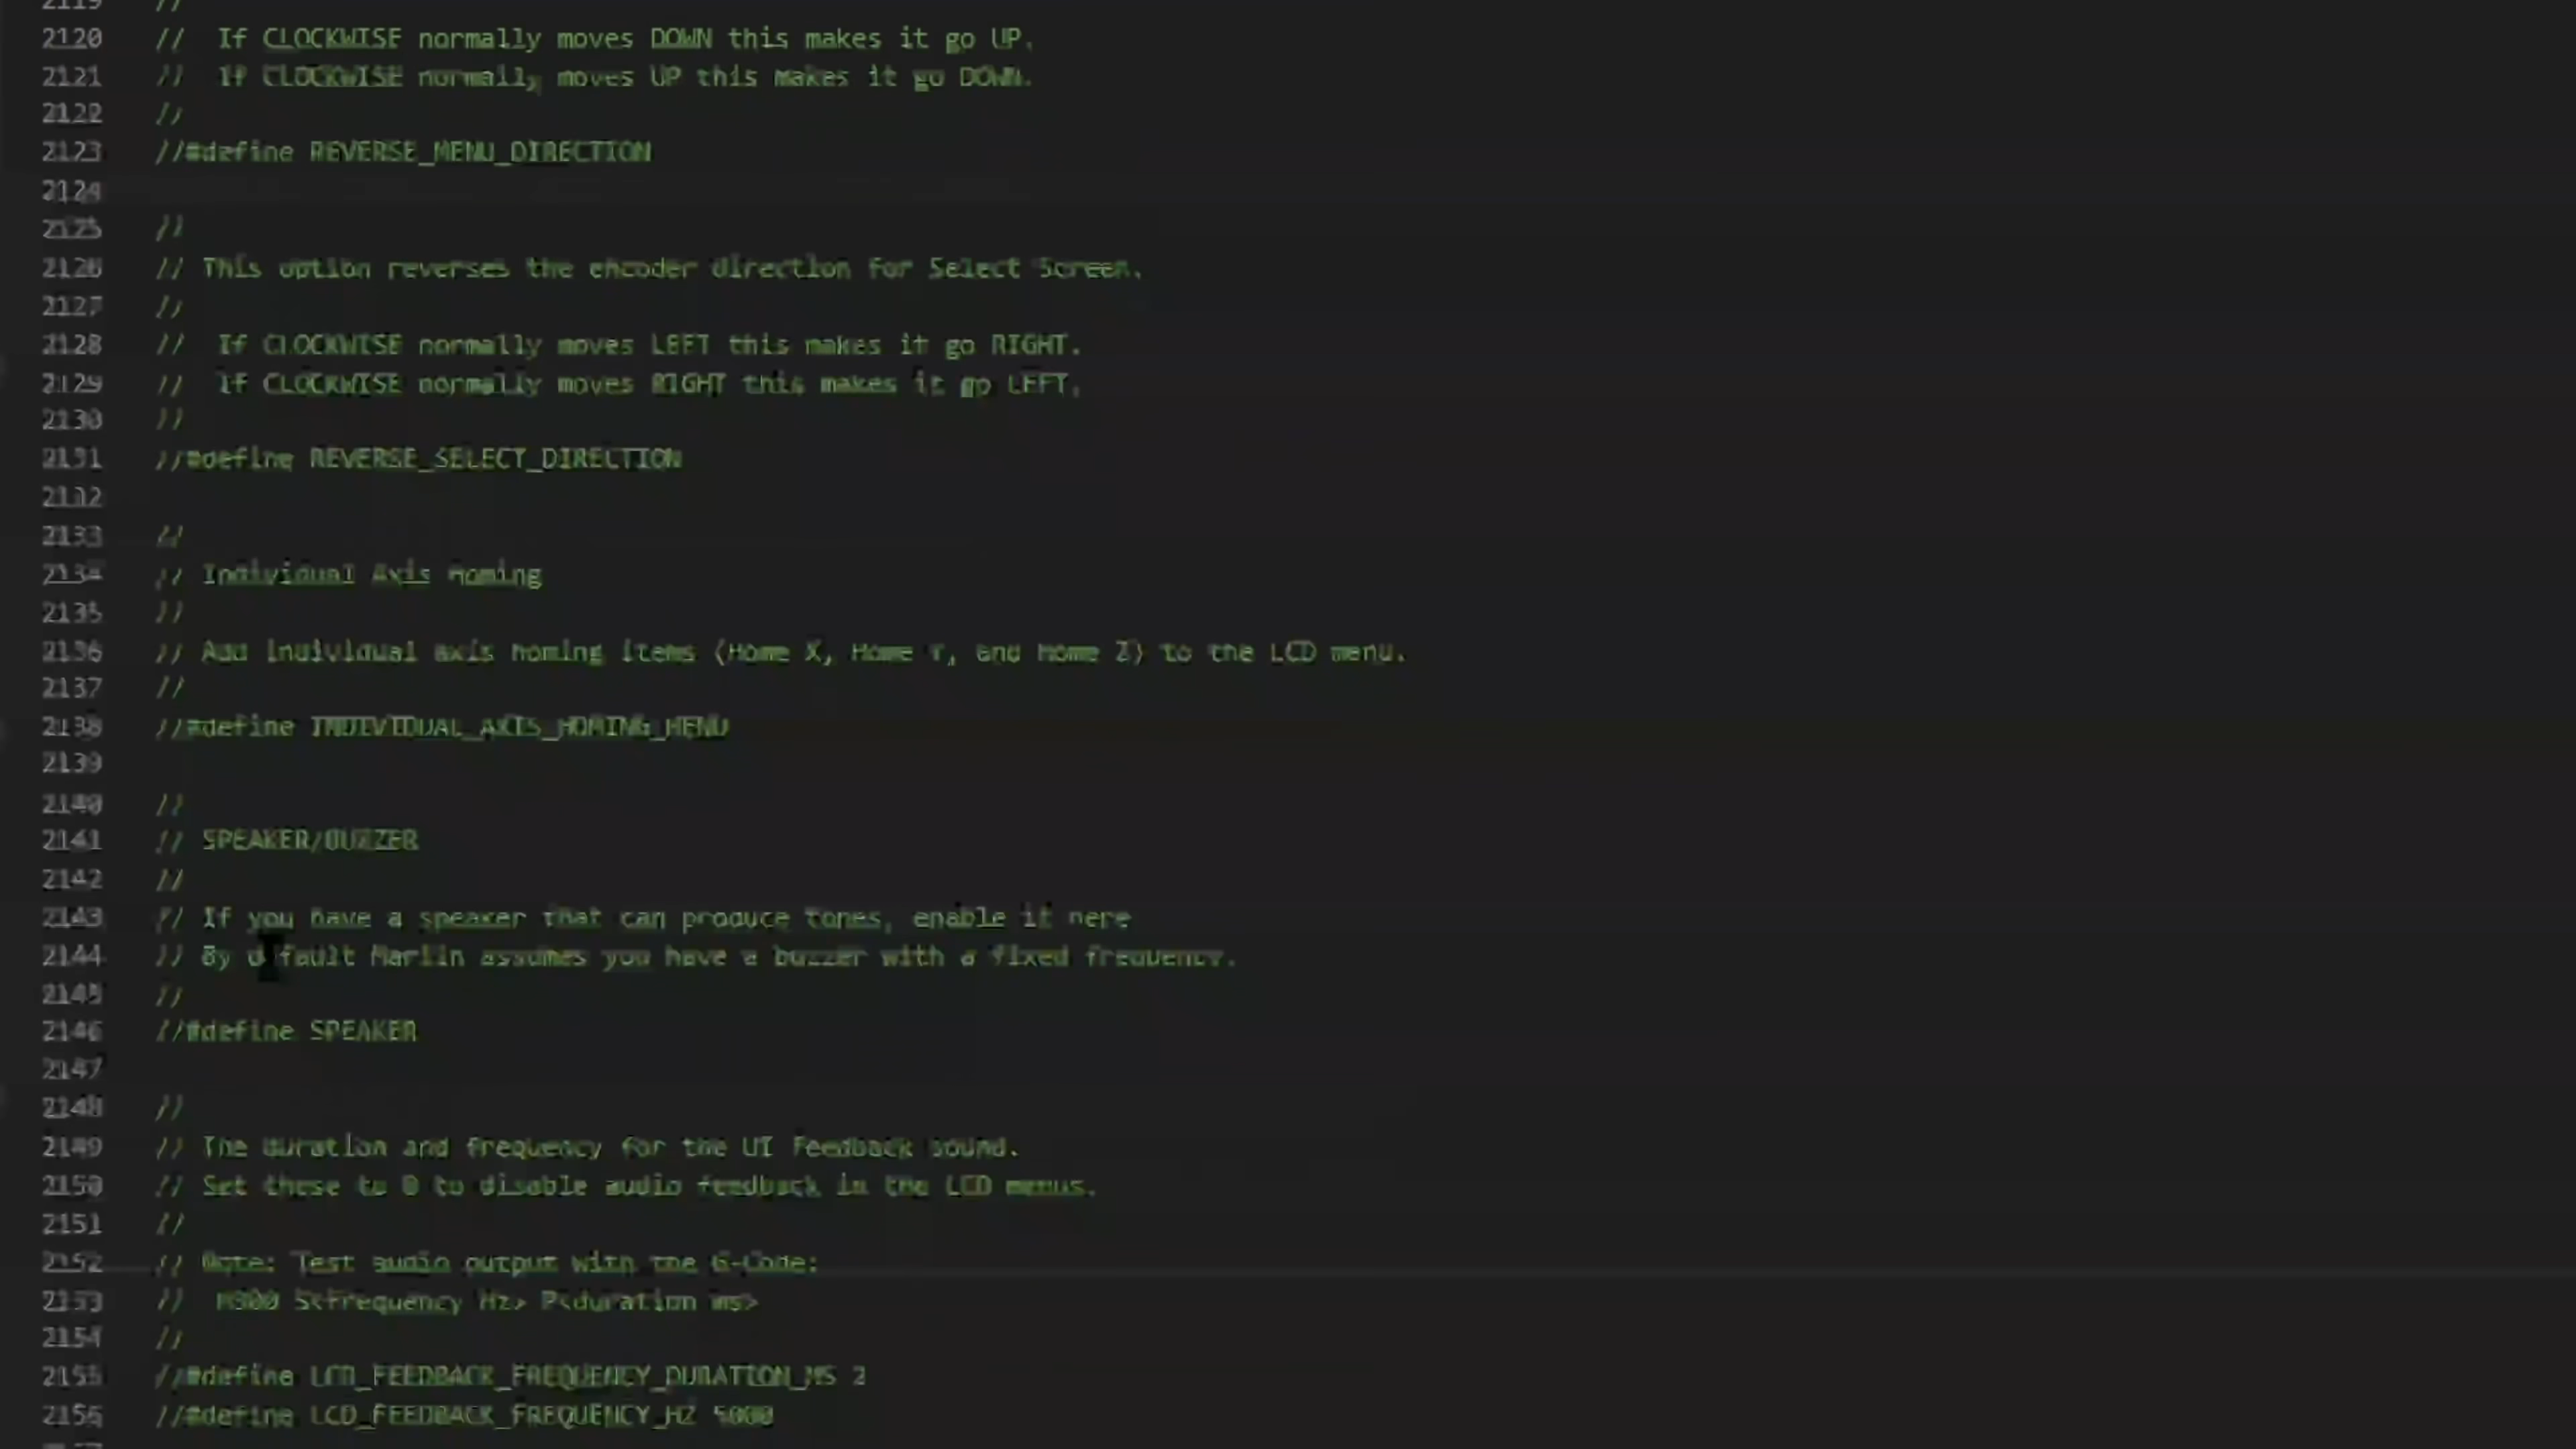 2119 //
2120 // If CLOCKWISE normally moves DOWN this makes it go UP.
2121 // If CLOCKWISE normally moves UP this makes it go DOWN.
2122 //
2123 //#define REVERSE_MENU_DIRECTION
2124
2125 //
2126 // This option reverses the encoder direction for Select Screen.
2127 //
2128 // If CLOCKWISE normally moves LEFT this makes it go RIGHT.
2129 // If CLOCKWISE normally moves RIGHT this makes it go LEFT.
2130 //
2131 //#define REVERSE_SELECT_DIRECTION
2132
2133 //
2134 // Individual Axis Homing
2135 //
2136 // Add individual axis homing items (Home X, Home Y, and Home Z) to the LCD menu.
2137 //
2138 //#define INDIVIDUAL_AXIS_HOMING_MENU
2139
2140 //
2141 // SPEAKER/BUZZER
2142 //
2143 // If you have a speaker that can produce tones, enable it here
2144 // By default Marlin assumes you have a buzzer with a fixed frequency.
2145 //
2146 //#define SPEAKER
2147
2148 //
2149 // The duration and frequency for the UI feedback sound.
2150 // Set these to 0 to disable audio feedback in the LCD menus.
2151 //
2152 // Note: Test audio output with the G-Code:
2153 // M300 S<frequency Hz> P<duration ms>
2154 //
2155 //#define LCD_FEEDBACK_FREQUENCY_DURATION_MS 2
2156 //#define LCD_FEEDBACK_FREQUENCY_HZ 5000